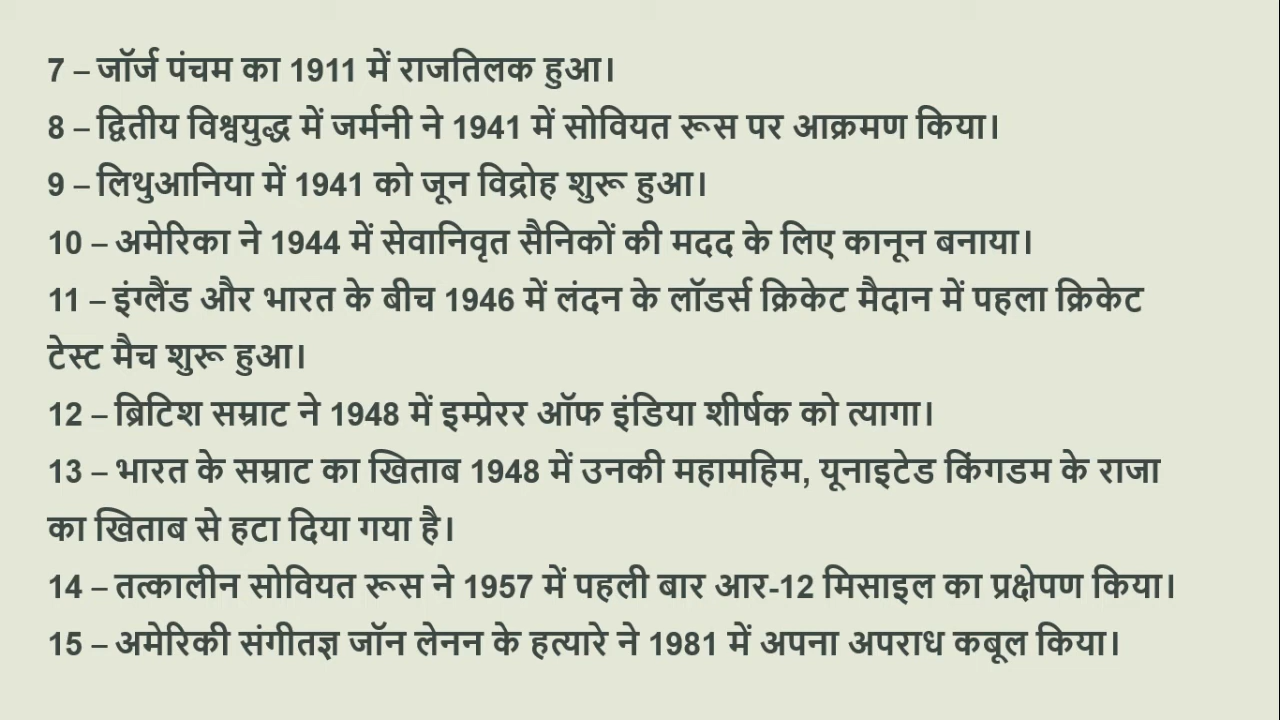 7 – जॉर्ज पंचम का 1911 में राजतिलक हुआ।
8 – द्वितीय विश्वयुद्ध में जर्मनी ने 1941 में सोवियत रूस पर आक्रमण किया।
9 – लिथुआनिया में 1941 को जून विद्रोह शुरू हुआ।
10 – अमेरिका ने 1944 में सेवानिवृत सैनिकों की मदद के लिए कानून बनाया।
11 – इंग्लैंड और भारत के बीच 1946 में लंदन के लॉडर्स क्रिकेट मैदान में पहला क्रिकेट
टेस्ट मैच शुरू हुआ।
12 – ब्रिटिश सम्राट ने 1948 में इम्प्रेरर ऑफ इंडिया शीर्षक को त्यागा।
13 – भारत के सम्राट का खिताब 1948 में उनकी महामहिम, यूनाइटेड किंगडम के राजा
का खिताब से हटा दिया गया है।
14 – तत्कालीन सोवियत रूस ने 1957 में पहली बार आर-12 मिसाइल का प्रक्षेपण किया।
15 – अमेरिकी संगीतज्ञ जॉन लेनन के हत्यारे ने 1981 में अपना अपराध कबूल किया।